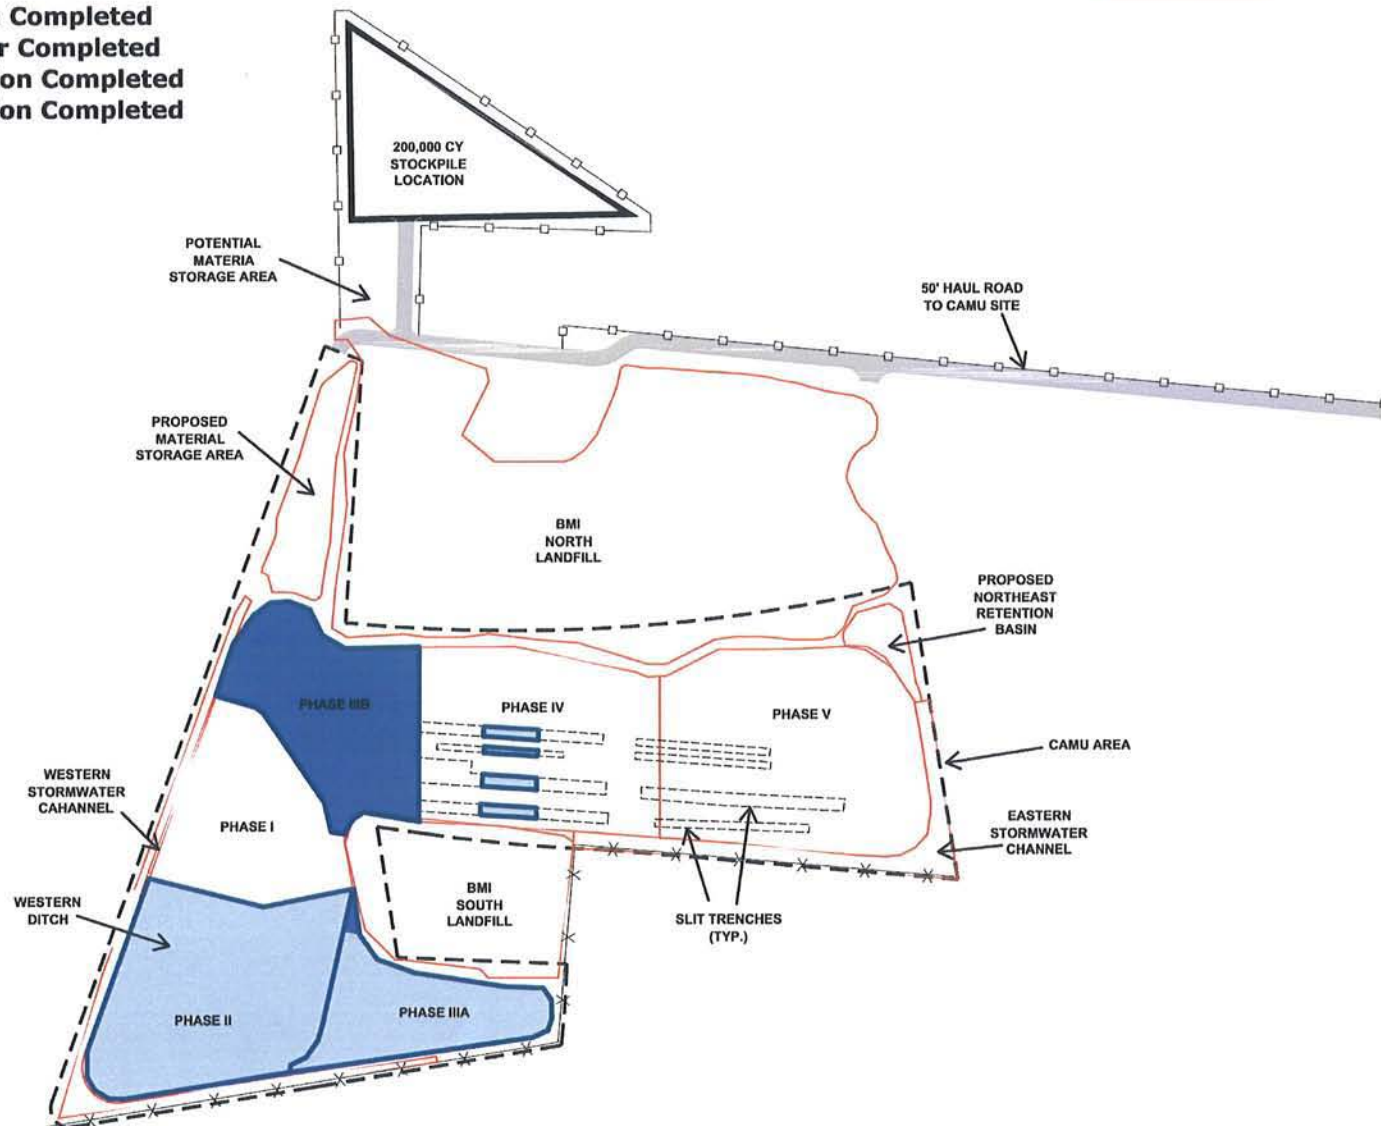 Completed
r Completed
on Completed
on Completed
200,000 CY
STOCKPILE
LOCATION
POTENTIAL
MATERIA
STORAGE AREA
50' HAUL ROAD
TO CAMU SITE
PROPOSED
MATERIAL
STORAGE AREA
BMI
NORTH
LANDFILL
PROPOSED
NORTHEAST
RETENTION
BASIN
PHASE IIIB
PHASE IV
PHASE V
CAMU AREA
WESTERN
STORMWATER
CAHANNEL
PHASE I
EASTERN
STORMWATER
CHANNEL
BMI
SOUTH
LANDFILL
WESTERN
DITCH
SLIT TRENCHES
(TYP.)
PHASE II
PHASE IIIA